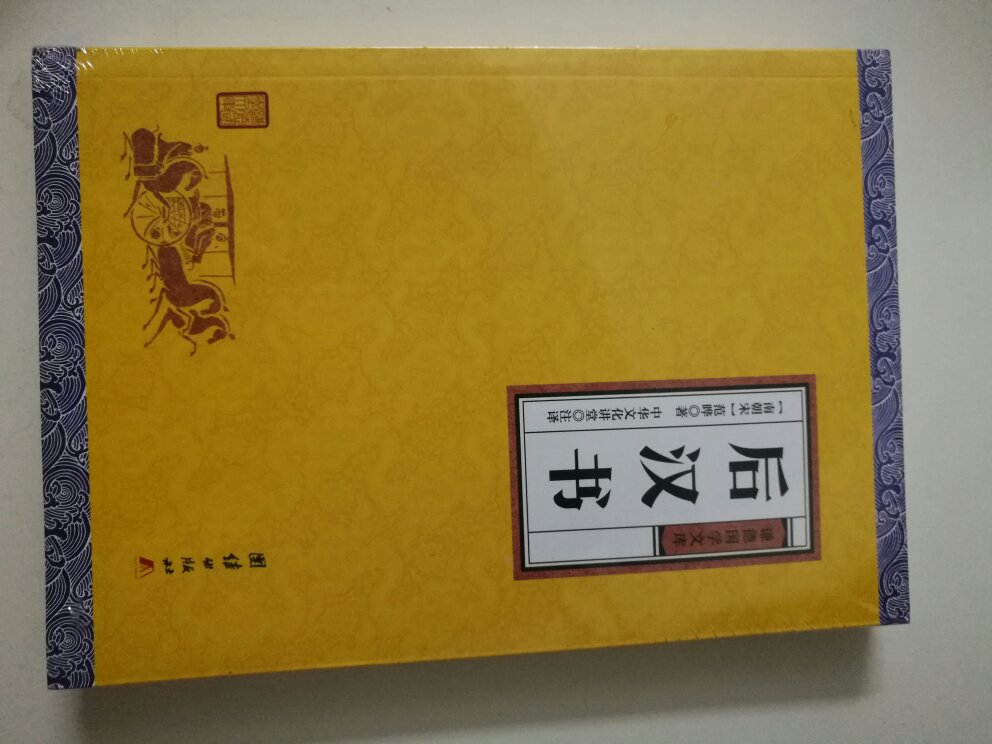 谦德国学文库
后汉书
【南朝宋】范晔◎著 中华文化讲堂◎注译
团结出版社